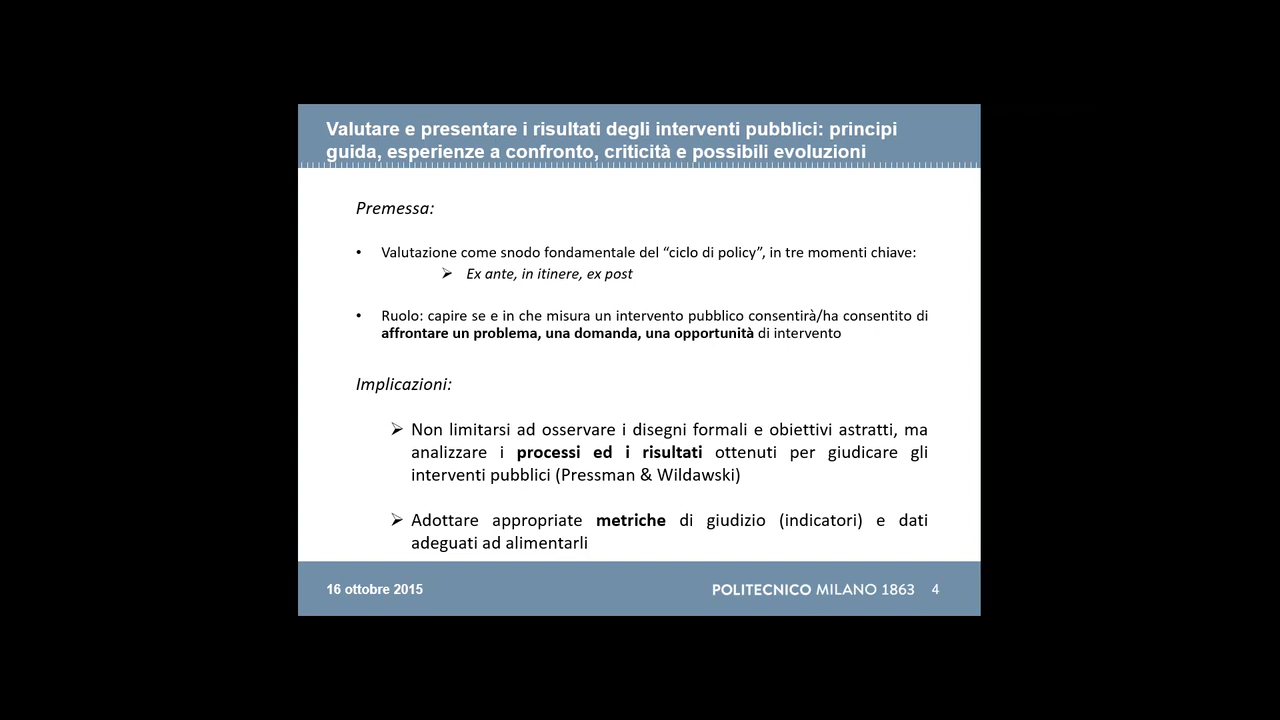 Valutare e presentare i risultati degli interventi pubblici: principi
guida, esperienze a confronto, criticità e possibili evoluzioni
Premessa:
• Valutazione come snodo fondamentale del “ciclo di policy”, in tre momenti chiave:
➢ Ex ante, in itinere, ex post
• Ruolo: capire se e in che misura un intervento pubblico consentirà/ha consentito di
affrontare un problema, una domanda, una opportunità di intervento
Implicazioni:
➢ Non limitarsi ad osservare i disegni formali e obiettivi astratti, ma
analizzare i processi ed i risultati ottenuti per giudicare gli
interventi pubblici (Pressman & Wildawski)
➢ Adottare appropriate metriche di giudizio (indicatori) e dati
adeguati ad alimentarli
16 ottobre 2015
POLITECNICO MILANO 1863 4